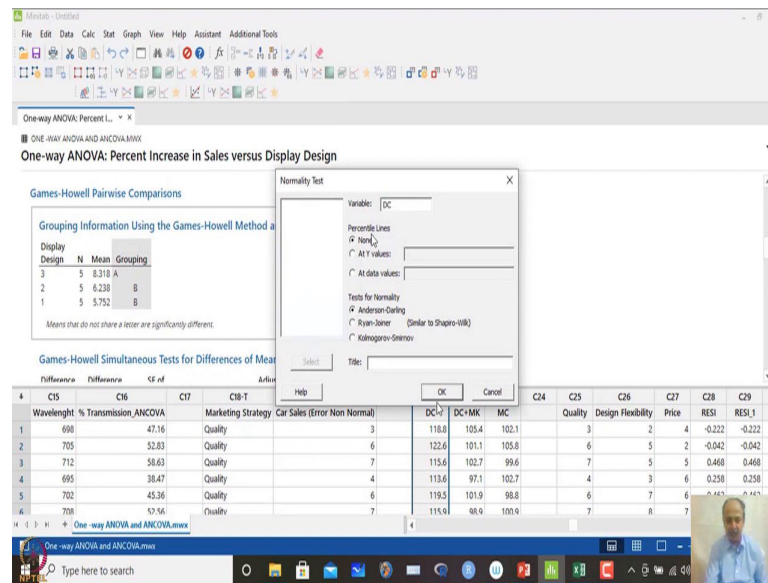 Minitab - Untitled
File Edit Data Calc Stat Graph View Help Assistant Additional Tools
One-way ANOVA: Percent I... × 
ONE -WAY ANOVA AND ANCOVA.MWX
One-way ANOVA: Percent Increase in Sales versus Display Design
Games-Howell Pairwise Comparisons
Grouping Information Using the Games-Howell Method a
Display
Design N Mean Grouping
3 5 8.318 A
2 5 6.238 B
1 5 5.752 B
Means that do not share a letter are significantly different.
Games-Howell Simultaneous Tests for Differences of Mea
Difference Difference SE of
Normality Test X
Variable: DC
Percentile Lines
None
At Y values:
At data values:
Tests for Normality
Anderson-Darling
Ryan-Joiner (Similar to Shapiro-Wilk)
Kolmogorov-Smirnov
Select Title:
Help OK Cancel
C15 C16 C17 C18-T C24 C25 C26 C27 C28 C29
Wavelenght % Transmission_ANCOVA Marketing Strategy Car Sales (Error Non Normal) DC DC+MK MC Quality Design Flexibility Price RESI RESI_1
1 698 47.16 Quality 3 118.8 105.4 102.1 3 2 4 -0.222 -0.222
2 705 52.83 Quality 6 122.6 101.1 105.8 6 5 2 -0.042 -0.042
3 712 58.63 Quality 7 115.6 102.7 99.6 7 5 5 0.468 0.468
4 695 38.47 Quality 4 113.6 97.1 102.7 4 3 6 0.258 0.258
5 702 45.36 Quality 6 119.5 101.9 98.8 6 7 6
6 708 52.56 Quality 7 115.9 98.9 100.9 7 8 7
One -way ANOVA and ANCOVA.mwx
One -way ANOVA and ANCOVA.mwx
NPTEL
Type here to search